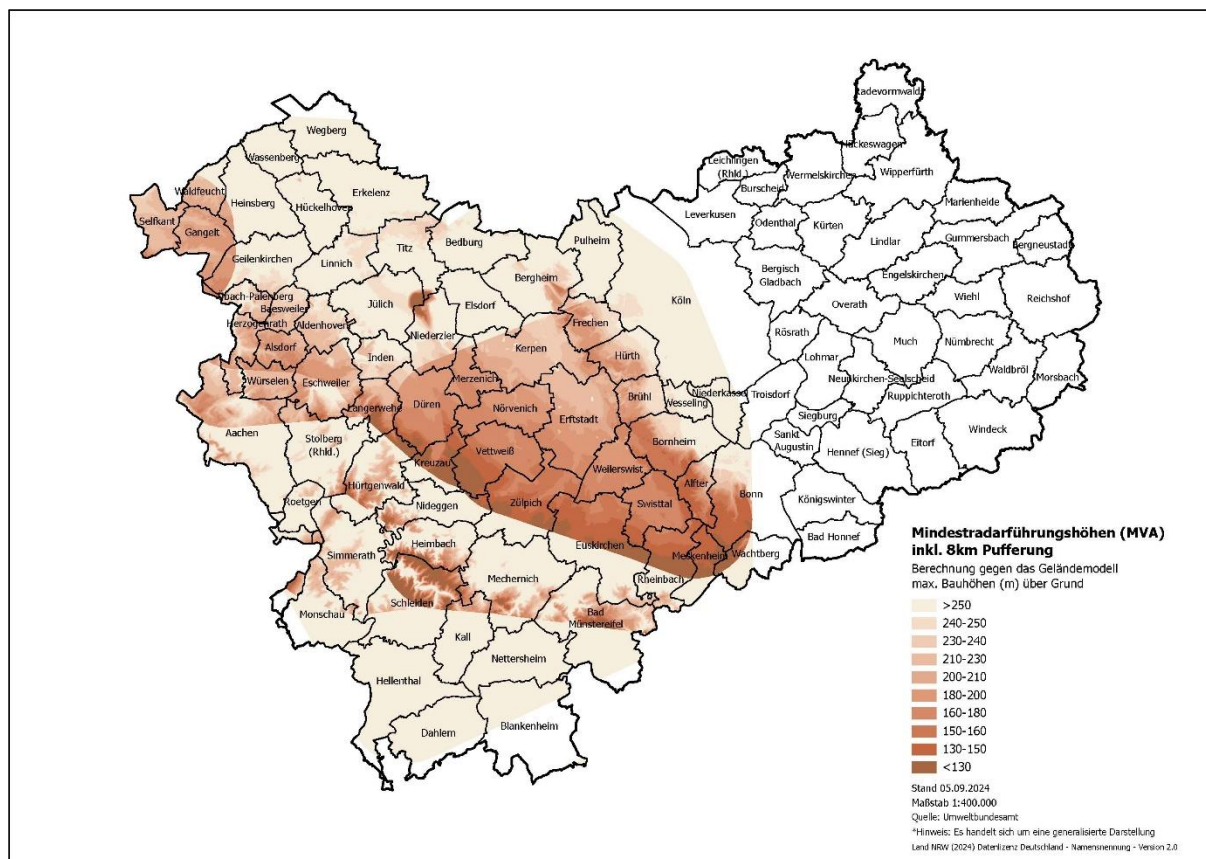 Radevormwald
Hückeswagen
Wipperfürth
Leichlingen
(Rhld.)
Wermelskirchen
Burscheid
Marienheide
Leverkusen
Odenthal
Kürten
Lindlar
Gummersbach
Bergneustadt
Bergisch
Gladbach
Engelskirchen
Wiehl
Reichshof
Overath
Rösrath
Much
Nümbrecht
Lohmar
Waldbröl
Morsbach
Neunkirchen-Seelscheid
Ruppichteroth
Troisdorf
Siegburg
Sankt
Augustin
Hennef (Sieg)
Eitorf
Windeck
Königswinter
Bad Honnef
Wegberg
Wassenberg
Erkelenz
Waldfeucht
Heinsberg
Hückelhoven
Selfkant
Gangelt
Geilenkirchen
Linnich
Titz
Bedburg
Pulheim
Bergheim
Köln
Übach-Palenberg
Baesweiler
Jülich
Elsdorf
Herzogenrath
Aldenhoven
Niederzier
Frechen
Alsdorf
Inden
Kerpen
Hürth
Würselen
Eschweiler
Merzenich
Langerwehe
Düren
Nörvenich
Erftstadt
Brühl
Wesseling
Niederkassel
Aachen
Stolberg
(Rhld.)
Bornheim
Kreuzau
Vettweiß
Weilerswist
Alfter
Bonn
Hürtgenwald
Roetgen
Nideggen
Zülpich
Swisttal
Simmerath
Heimbach
Euskirchen
Meckenheim
Wachtberg
Rheinbach
Mechernich
Monschau
Schleiden
Bad
Münstereifel
Kall
Nettersheim
Hellenthal
Dahlem
Blankenheim
Mindestradarführungshöhen (MVA)
inkl. 8km Pufferung
Berechnung gegen das Geländemodell
max. Bauhöhen (m) über Grund
>250
240-250
230-240
210-230
200-210
180-200
160-180
150-160
130-150
<130
Stand 05.09.2024
Maßstab 1:400.000
Quelle: Umweltbundesamt
*Hinweis: Es handelt sich um eine generalisierte Darstellung
Land NRW (2024) Datenlizenz Deutschland - Namensnennung - Version 2.0